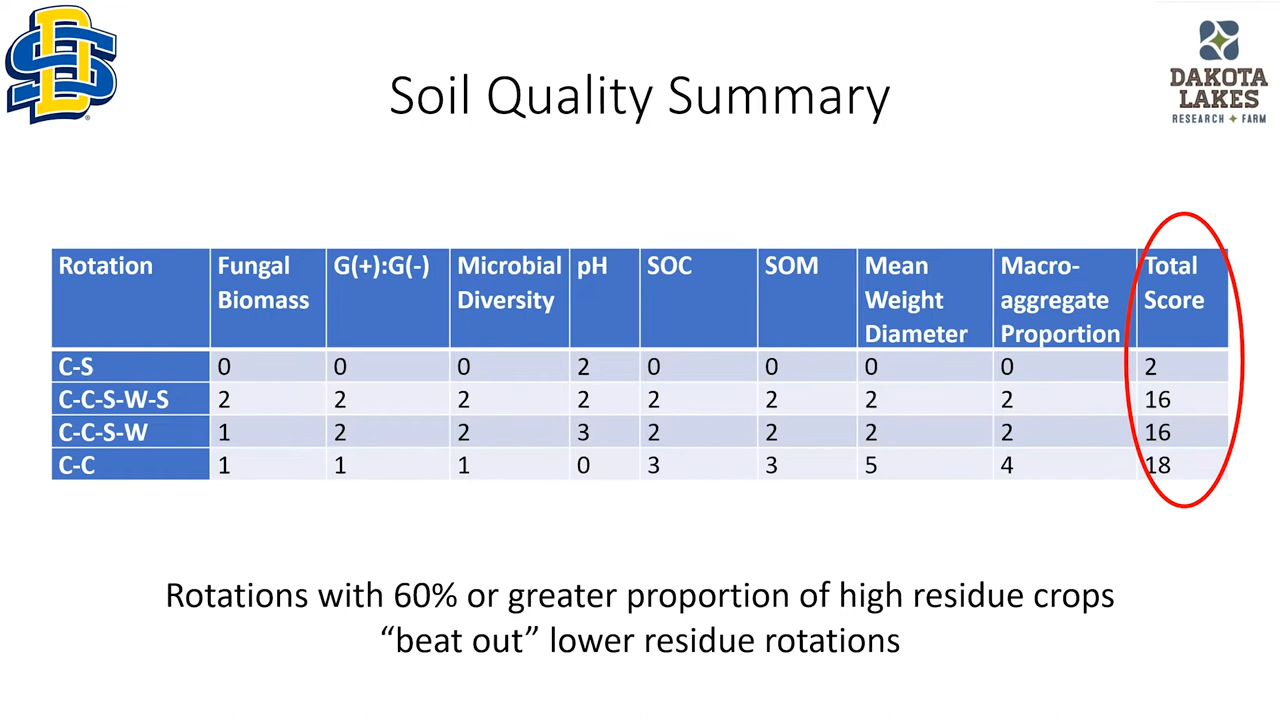 SD
DAKOTA
LAKES
RESEARCH FARM
Soil Quality Summary
Rotation Fungal Biomass G(+):G(-) Microbial Diversity pH SOC SOM Mean Weight Diameter Macro-aggregate Proportion Total Score
C-S 0 0 0 2 0 0 0 0 2
C-C-S-W-S 2 2 2 2 2 2 2 2 16
C-C-S-W 1 2 2 3 2 2 2 2 16
C-C 1 1 1 0 3 3 5 4 18
Rotations with 60% or greater proportion of high residue crops
“beat out” lower residue rotations